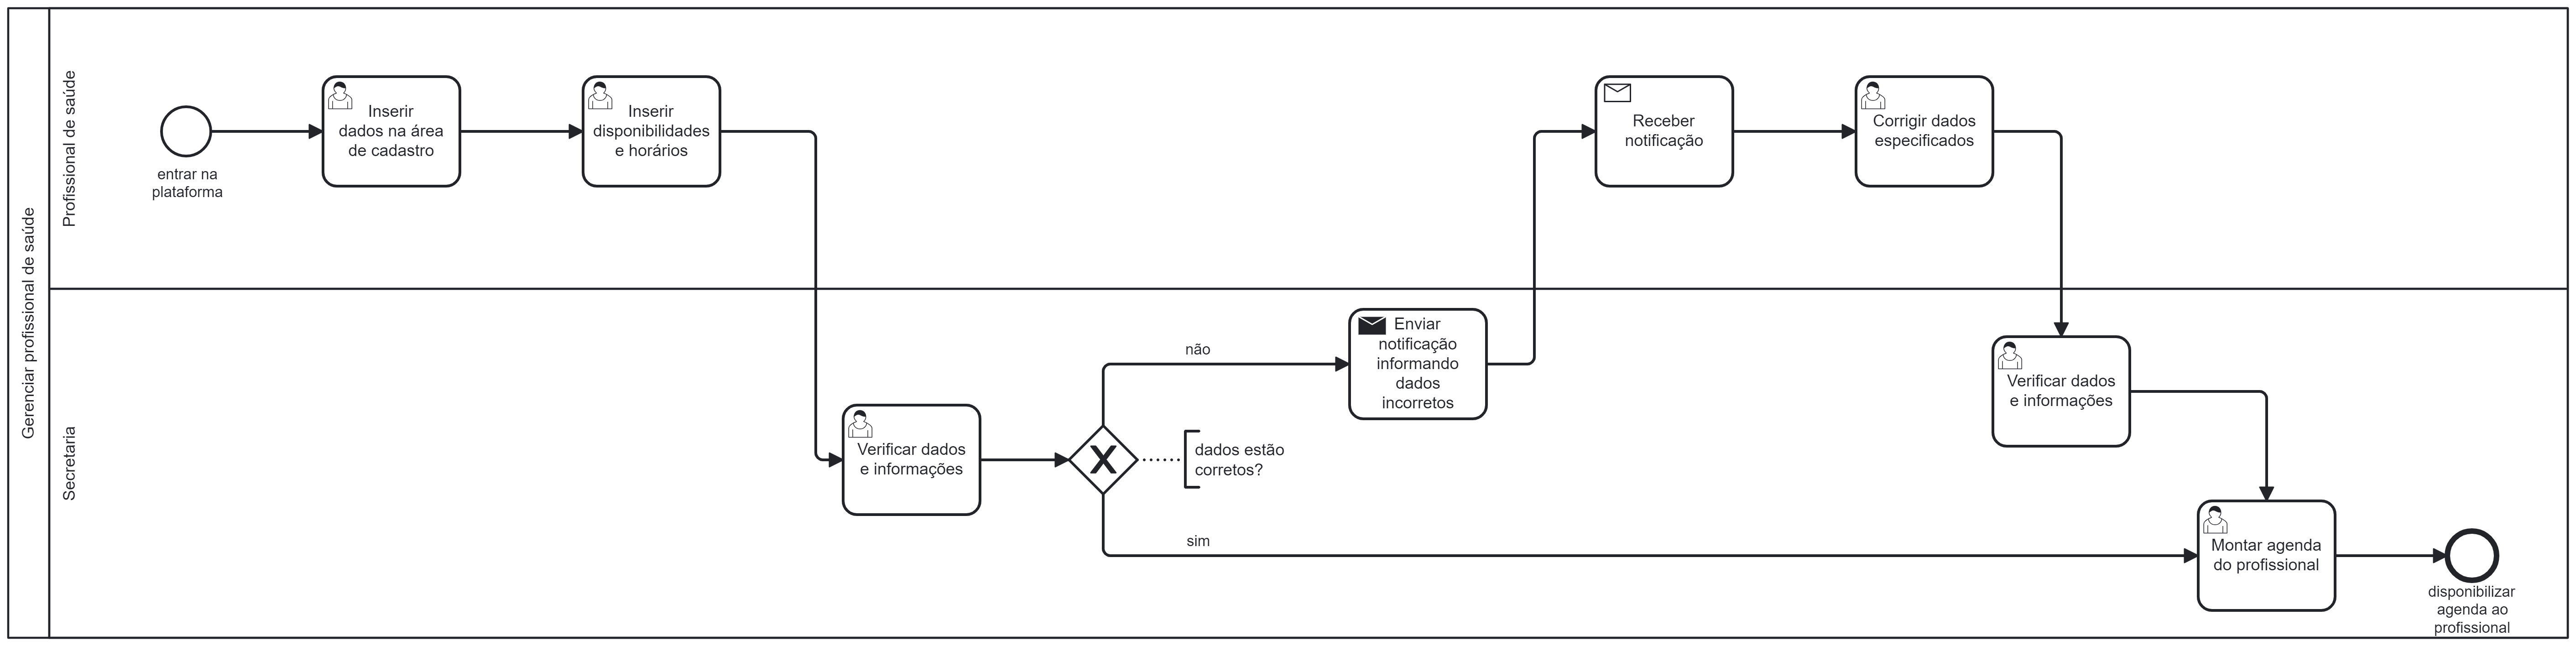 Gerenciar profissional de saúde
Profissional de saúde
entrar na
plataforma
Inserir
dados na área
de cadastro
Inserir
disponibilidades
e horários
Receber
notificação
Corrigir dados
especificados
Secretaria
Verificar dados
e informações
dados estão
corretos?
não
Enviar
notificação
informando
dados
incorretos
Verificar dados
e informações
sim
Montar agenda
do profissional
disponibilizar
agenda ao
profissional